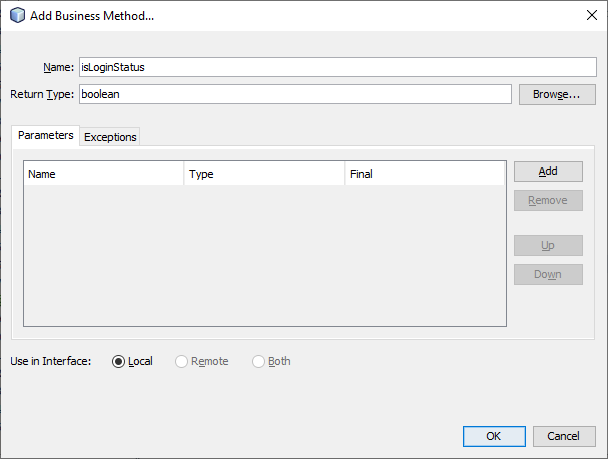 Add Business Method...
Name: isLoginStatus
Return Type: boolean Browse...
Parameters Exceptions
Name Type Final Add
Remove
Up
Down
Use in Interface: Local Remote Both
OK Cancel